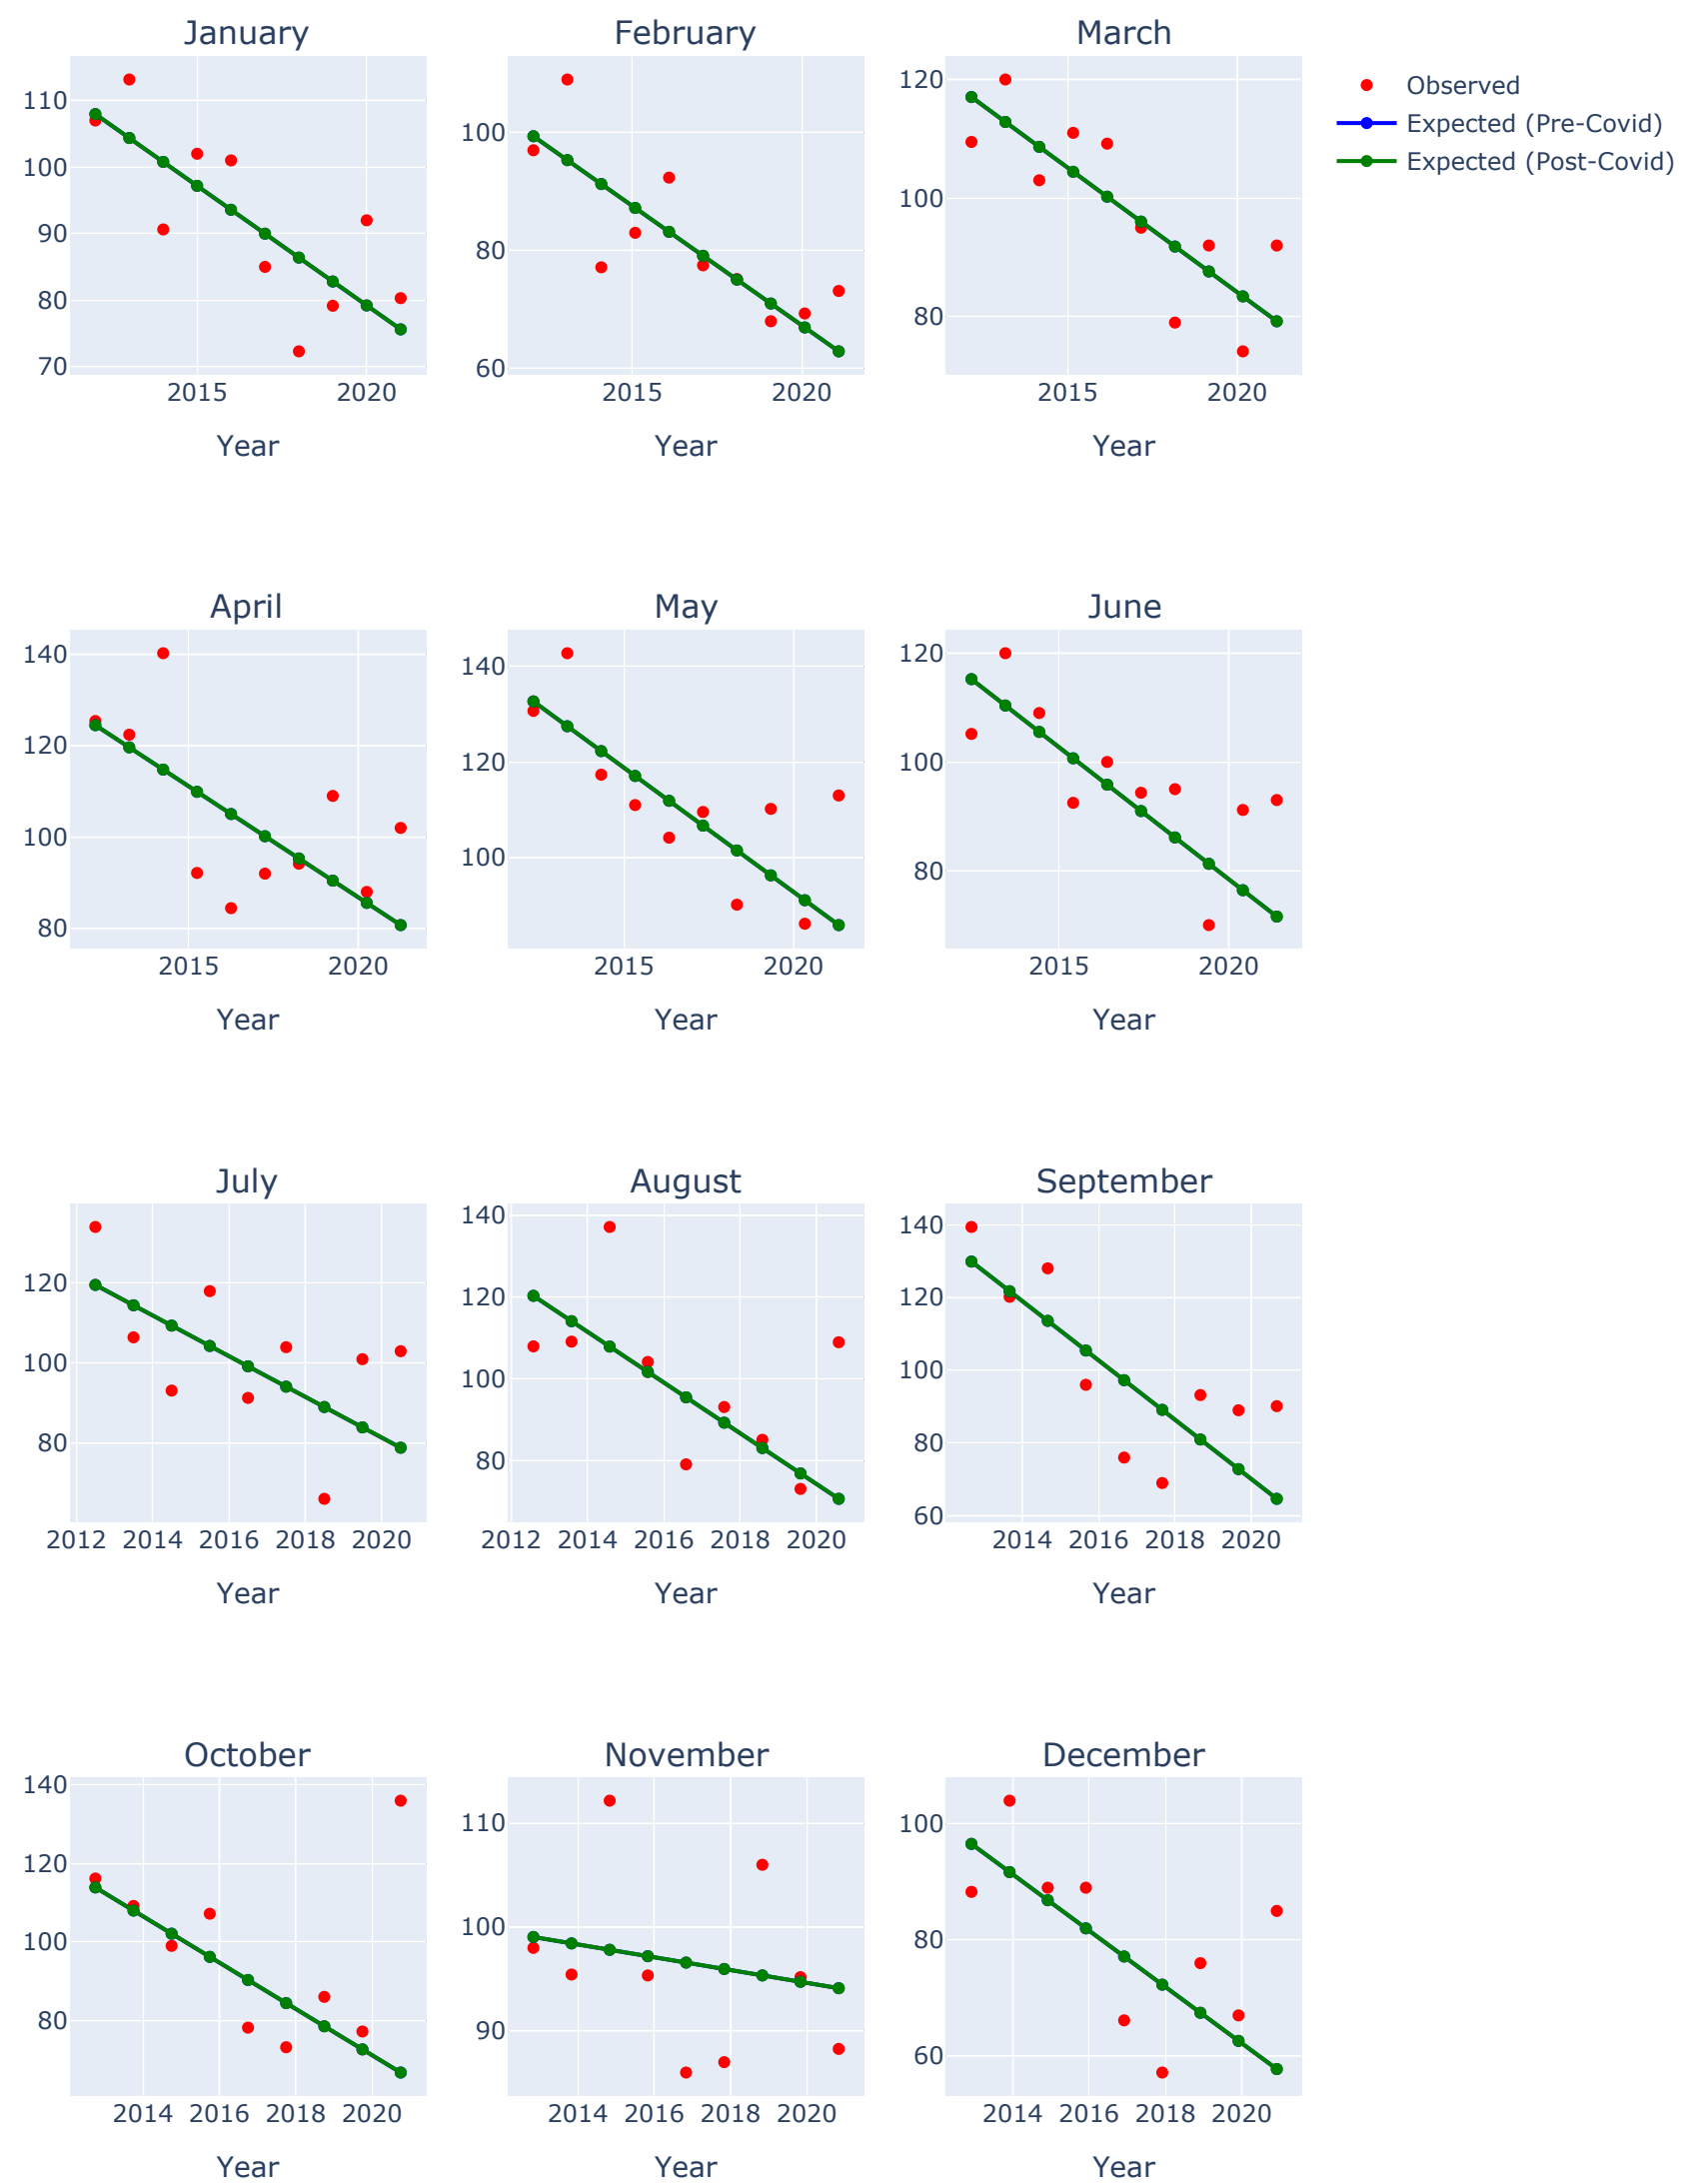 January February March
110
100
90
80
70
2015 2020
Year
100
80
60
2015 2020
Year
120
100
80
2015 2020
Year
Observed
Expected (Pre-Covid)
Expected (Post-Covid)
April May June
140
120
100
80
2015 2020
Year
140
120
100
2015 2020
Year
120
100
80
2015 2020
Year
July August September
120
100
80
2012 2014 2016 2018 2020
Year
140
120
100
80
2012 2014 2016 2018 2020
Year
140
120
100
80
60
2014 2016 2018 2020
Year
October November December
140
120
100
80
2014 2016 2018 2020
Year
110
100
90
2014 2016 2018 2020
Year
100
80
60
2014 2016 2018 2020
Year